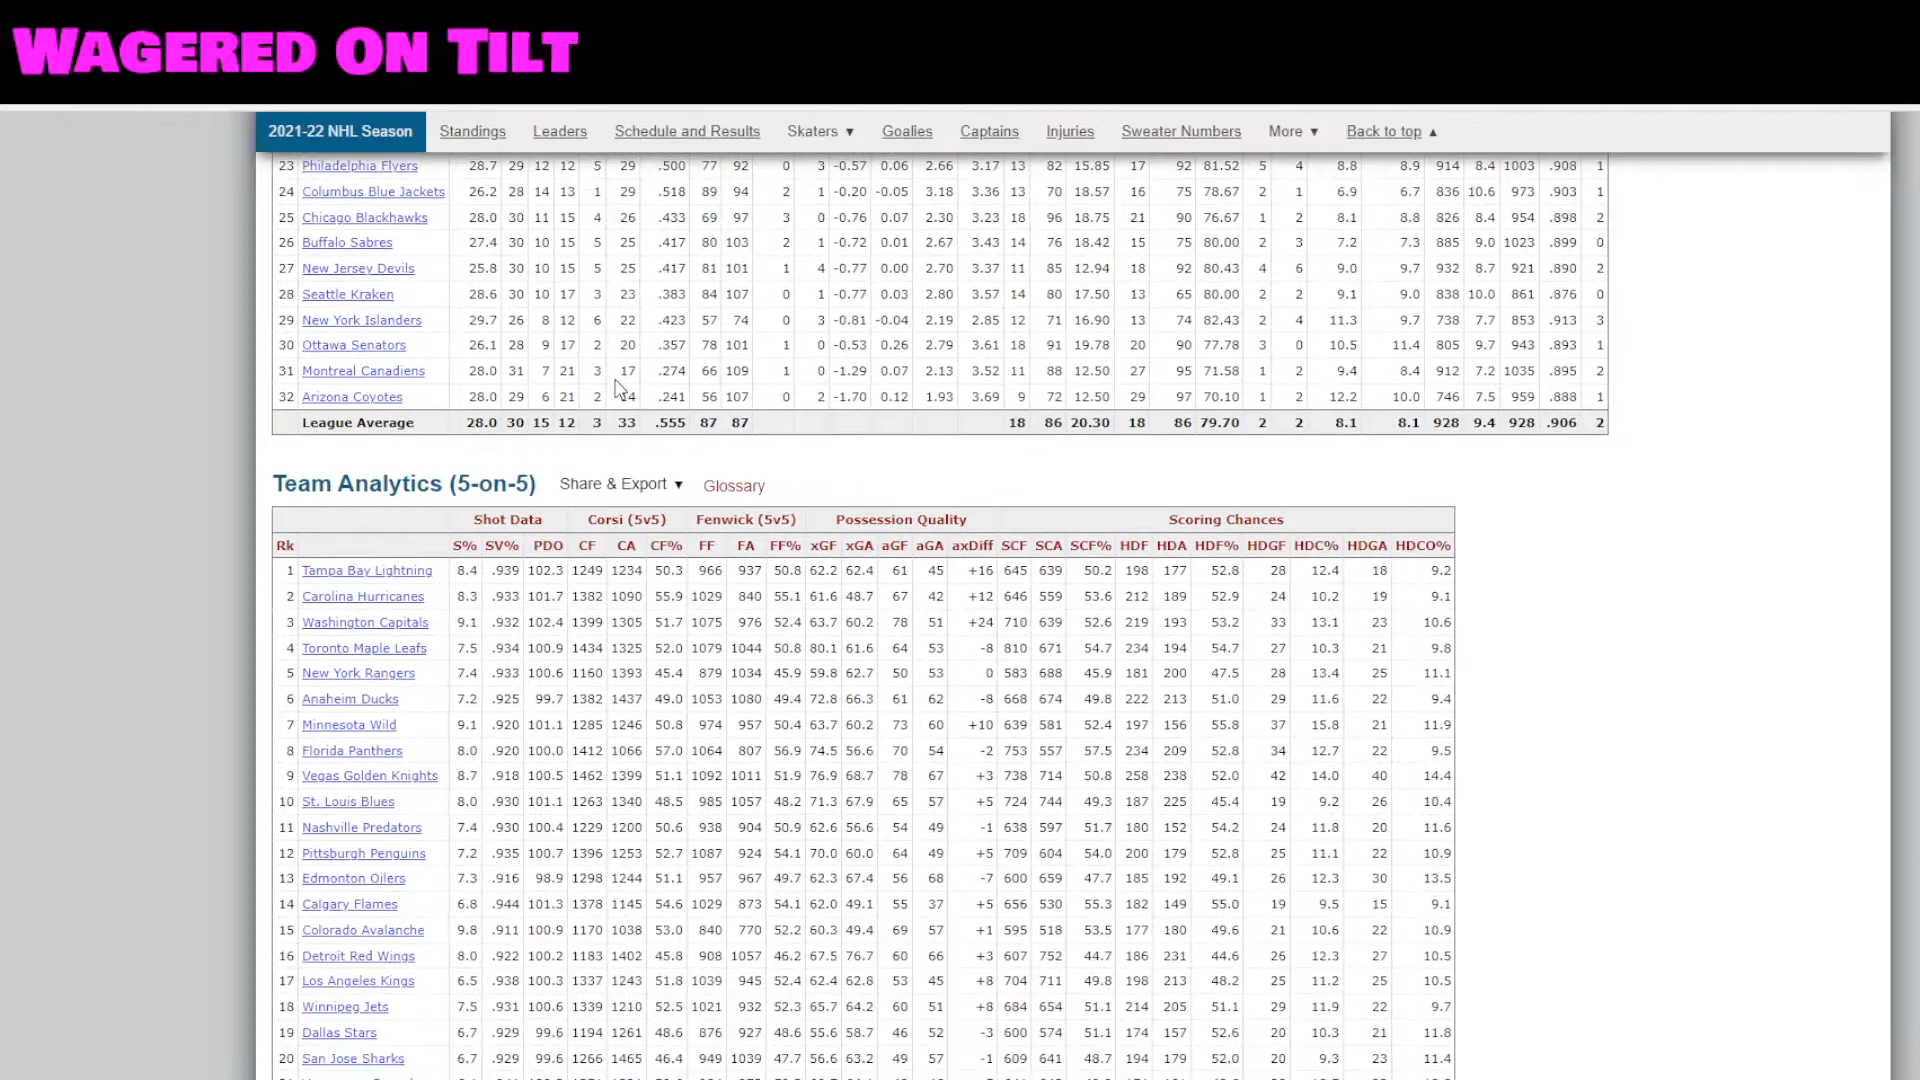 WAGERED ON TILT
2021-22 NHL Season Standings Leaders Schedule and Results Skaters ▼ Goalies Captains Injuries Sweater Numbers More ▼ Back to top ▲
23 Philadelphia Flyers 28.7 29 12 12 5 29 .500 77 92 0 3 -0.57 0.06 2.66 3.17 13 82 15.85 17 92 81.52 5 4 8.8 8.9 914 8.4 1003 .908 1
24 Columbus Blue Jackets 26.2 28 14 13 1 29 .518 89 94 2 1 -0.20 -0.05 3.18 3.36 13 70 18.57 16 75 78.67 2 1 6.9 6.7 836 10.6 973 .903 1
25 Chicago Blackhawks 28.0 30 11 15 4 26 .433 69 97 3 0 -0.76 0.07 2.30 3.23 18 96 18.75 21 90 76.67 1 2 8.1 8.8 826 8.4 954 .898 2
26 Buffalo Sabres 27.4 30 10 15 5 25 .417 80 103 2 1 -0.72 0.01 2.67 3.43 14 76 18.42 15 75 80.00 2 3 7.2 7.3 885 9.0 1023 .899 0
27 New Jersey Devils 25.8 30 10 15 5 25 .417 81 101 1 4 -0.77 0.00 2.70 3.37 11 85 12.94 18 92 80.43 4 6 9.0 9.7 932 8.7 921 .890 2
28 Seattle Kraken 28.6 30 10 17 3 23 .383 84 107 0 1 -0.77 0.03 2.80 3.57 14 80 17.50 13 65 80.00 2 2 9.1 9.0 838 10.0 861 .876 0
29 New York Islanders 29.7 26 8 12 6 22 .423 57 74 0 3 -0.81 -0.04 2.19 2.85 12 71 16.90 13 74 82.43 2 4 11.3 9.7 738 7.7 853 .913 3
30 Ottawa Senators 26.1 28 9 17 2 20 .357 78 101 1 0 -0.53 0.26 2.79 3.61 18 91 19.78 20 90 77.78 3 0 10.5 11.4 805 9.7 943 .893 1
31 Montreal Canadiens 28.0 31 7 21 3 17 .274 66 109 1 0 -1.29 0.07 2.13 3.52 11 88 12.50 27 95 71.58 1 2 9.4 8.4 912 7.2 1035 .895 2
32 Arizona Coyotes 28.0 29 6 21 2 14 .241 56 107 0 2 -1.70 0.12 1.93 3.69 9 72 12.50 29 97 70.10 1 2 12.2 10.0 746 7.5 959 .888 1
League Average 28.0 30 15 12 3 33 .555 87 87 18 86 20.30 18 86 79.70 2 2 8.1 8.1 928 9.4 928 .906 2
Team Analytics (5-on-5) Share & Export ▼ Glossary
Shot Data Corsi (5v5) Fenwick (5v5) Possession Quality Scoring Chances
Rk S% SV% PDO CF CA CF% FF FA FF% xGF xGA aGF aGA axDiff SCF SCA SCF% HDF HDA HDF% HDGF HDC% HDGA HDCO%
1 Tampa Bay Lightning 8.4 .939 102.3 1249 1234 50.3 966 937 50.8 62.2 62.4 61 45 +16 645 639 50.2 198 177 52.8 28 12.4 18 9.2
2 Carolina Hurricanes 8.3 .933 101.7 1382 1090 55.9 1029 840 55.1 61.6 48.7 67 42 +12 646 559 53.6 212 189 52.9 24 10.2 19 9.1
3 Washington Capitals 9.1 .932 102.4 1399 1305 51.7 1075 976 52.4 63.7 60.2 78 51 +24 710 639 52.6 219 193 53.2 33 13.1 23 10.6
4 Toronto Maple Leafs 7.5 .934 100.9 1434 1325 52.0 1079 1044 50.8 80.1 61.6 64 53 -8 810 671 54.7 234 194 54.7 27 10.3 21 9.8
5 New York Rangers 7.4 .933 100.6 1160 1393 45.4 879 1034 45.9 59.8 62.7 50 53 0 583 688 45.9 181 200 47.5 28 13.4 25 11.1
6 Anaheim Ducks 7.2 .925 99.7 1382 1437 49.0 1053 1080 49.4 72.8 66.3 61 62 -8 668 674 49.8 222 213 51.0 29 11.6 22 9.4
7 Minnesota Wild 9.1 .920 101.1 1285 1246 50.8 974 957 50.4 63.7 60.2 73 60 +10 639 581 52.4 197 156 55.8 37 15.8 21 11.9
8 Florida Panthers 8.0 .920 100.0 1412 1066 57.0 1064 807 56.9 74.5 56.6 70 54 -2 753 557 57.5 234 209 52.8 34 12.7 22 9.5
9 Vegas Golden Knights 8.7 .918 100.5 1462 1399 51.1 1092 1011 51.9 76.9 68.7 78 67 +3 738 714 50.8 258 238 52.0 42 14.0 40 14.4
10 St. Louis Blues 8.0 .930 101.1 1263 1340 48.5 985 1057 48.2 71.3 67.9 65 57 +5 724 744 49.3 187 225 45.4 19 9.2 26 10.4
11 Nashville Predators 7.4 .930 100.4 1229 1200 50.6 938 904 50.9 62.6 56.6 54 49 -1 638 597 51.7 180 152 54.2 24 11.8 20 11.6
12 Pittsburgh Penguins 7.2 .935 100.7 1396 1253 52.7 1087 924 54.1 70.0 60.0 64 49 +5 709 604 54.0 200 179 52.8 25 11.1 22 10.9
13 Edmonton Oilers 7.3 .916 98.9 1298 1244 51.1 957 967 49.7 62.3 67.4 56 68 -7 600 659 47.7 185 192 49.1 26 12.3 30 13.5
14 Calgary Flames 6.8 .944 101.3 1378 1145 54.6 1029 873 54.1 62.0 49.1 55 37 +5 656 530 55.3 182 149 55.0 19 9.5 15 9.1
15 Colorado Avalanche 9.8 .911 100.9 1170 1038 53.0 840 770 52.2 60.3 49.4 69 57 +1 595 518 53.5 177 180 49.6 21 10.6 22 10.9
16 Detroit Red Wings 8.0 .922 100.2 1183 1402 45.8 908 1057 46.2 67.5 76.7 60 66 +3 607 752 44.7 186 231 44.6 26 12.3 27 10.5
17 Los Angeles Kings 6.5 .938 100.3 1337 1243 51.8 1039 945 52.4 62.4 62.8 53 45 +8 704 711 49.8 198 213 48.2 25 11.2 25 10.5
18 Winnipeg Jets 7.5 .931 100.6 1339 1210 52.5 1021 932 52.3 65.7 64.2 60 51 +8 684 654 51.1 214 205 51.1 29 11.9 22 9.7
19 Dallas Stars 6.7 .929 99.6 1194 1261 48.6 876 927 48.6 55.6 58.7 46 52 -3 600 574 51.1 174 157 52.6 20 10.3 21 11.8
20 San Jose Sharks 6.7 .929 99.6 1266 1465 46.4 949 1039 47.7 56.6 63.2 49 57 -1 609 641 48.7 194 179 52.0 20 9.3 23 11.4